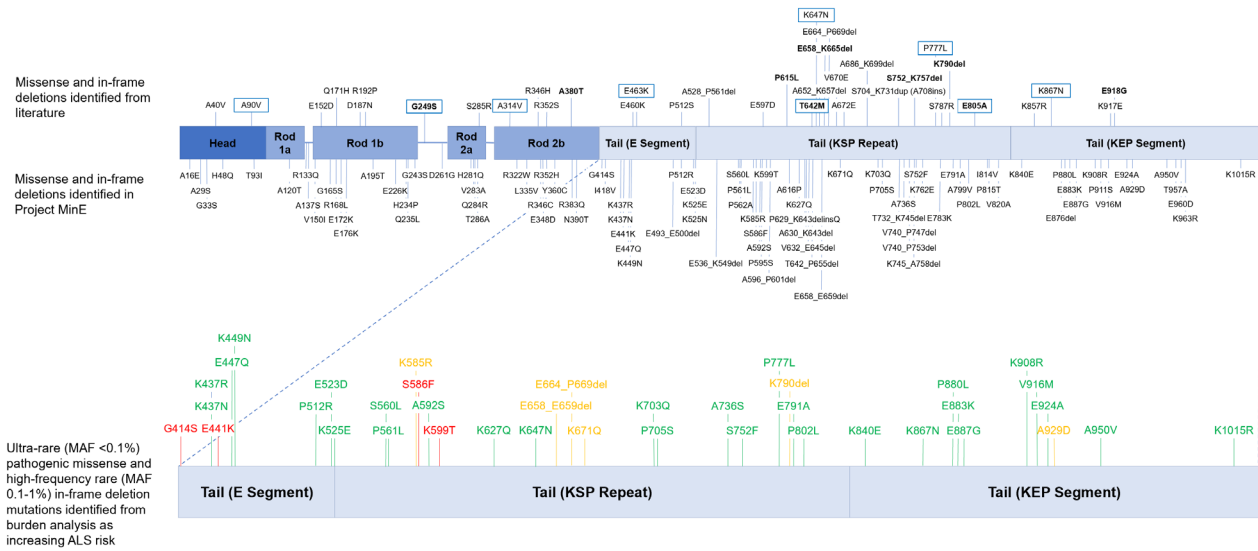 K647N
E664_P669del
E658_K665del
P777L
K790del
A686_K699del
P615L
V670E
S752_K757del
Missense and in-frame
deletions identified from
literature
Q171H R192P
R346H A380T
E463K
A528_P561del
A652_K657del
S704_K731dup (A708ins)
K867N
E918G
A40V
A90V
E152D
D187N
G249S
S285R
A314V
R352S
E460K
P512S
E597D
T642M
A672E
S787R
E805A
K857R
K917E
Head
Rod
1a
Rod 1b
Rod
2a
Rod 2b
Tail (E Segment)
Tail (KSP Repeat)
Tail (KEP Segment)
Missense and in-frame
deletions identified in
Project MinE
A16E H48Q T93I R133Q G165S A195T G243S D261G H281Q R322W R352H G414S K437R P512R S560L K599T A616P K671Q K703Q S752F E791A I814V K840E P880L K908R E924A A950V K1015R
A29S A120T A137S R168L E226K H234P V283A L335V Y360C I418V K437N E523D P561L K627Q P705S K762E A799V P815T E883K P911S A929D T957A
G33S V150I E172K Q235L Q284R R346C R383Q E441K K525E P562A K585R P629_K643delinsQ A736S E783K P802L V820A E876del E887G V916M E960D
E176K T286A E348D N390T E447Q K525N S586F A630_K643del T732_K745del K963R
K449N E493_E500del A592S V632_E645del V740_P747del
E536_K549del P595S T642_P655del V740_P753del
A596_P601del K745_A758del
E658_E659del
K449N
E447Q K585R P777L K908R
K437R E523D S586F E664_P669del K790del P880L V916M
K437N P512R S560L A592S E658_E659del K703Q A736S E791A E883K E924A
G414S E441K K525E P561L K599T K627Q K647N K671Q P705S S752F P802L K840E K867N E887G A929D A950V K1015R
Ultra-rare (MAF <0.1%)
pathogenic missense and
high-frequency rare (MAF
0.1-1%) in-frame deletion
mutations identified from
burden analysis as
increasing ALS risk
Tail (E Segment)
Tail (KSP Repeat)
Tail (KEP Segment)